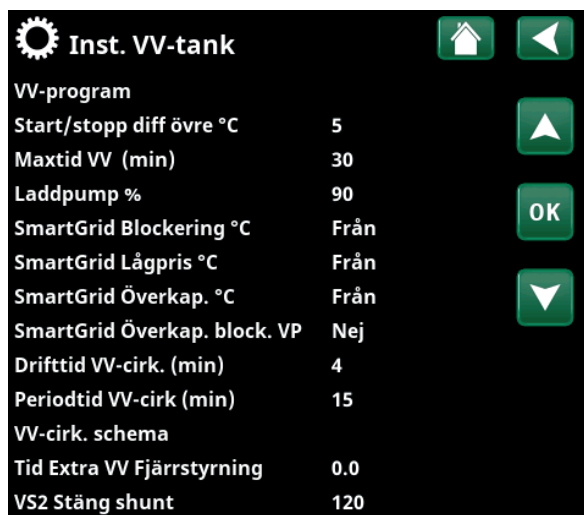 Inst. VV-tank
VV-program
Start/stopp diff övre °C 5
Maxtid VV (min) 30
Laddpump % 90
OK
SmartGrid Blockering °C Från
SmartGrid Lågpris °C Från
SmartGrid Överkap. °C Från
SmartGrid Överkap. block. VP Nej
Drifttid VV-cirk. (min) 4
Periodtid VV-cirk (min) 15
VV-cirk. schema
Tid Extra VV Fjärrstyrning 0.0
VS2 Stäng shunt 120